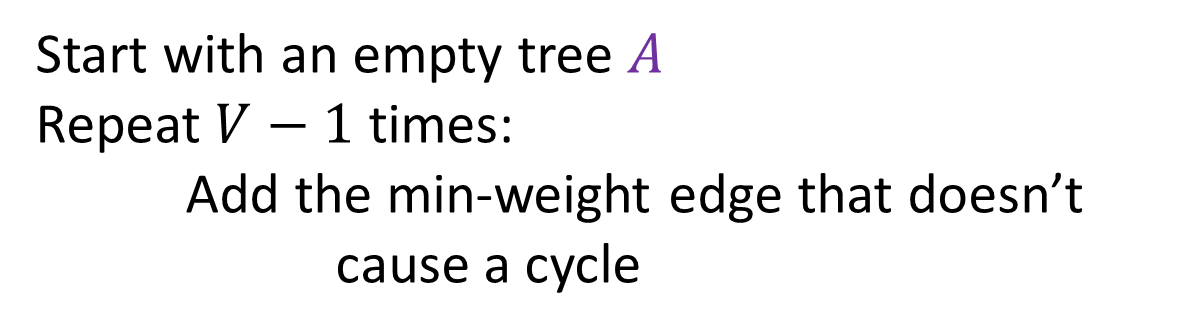 Start with an empty tree A
Repeat V − 1 times:
Add the min-weight edge that doesn’t
cause a cycle